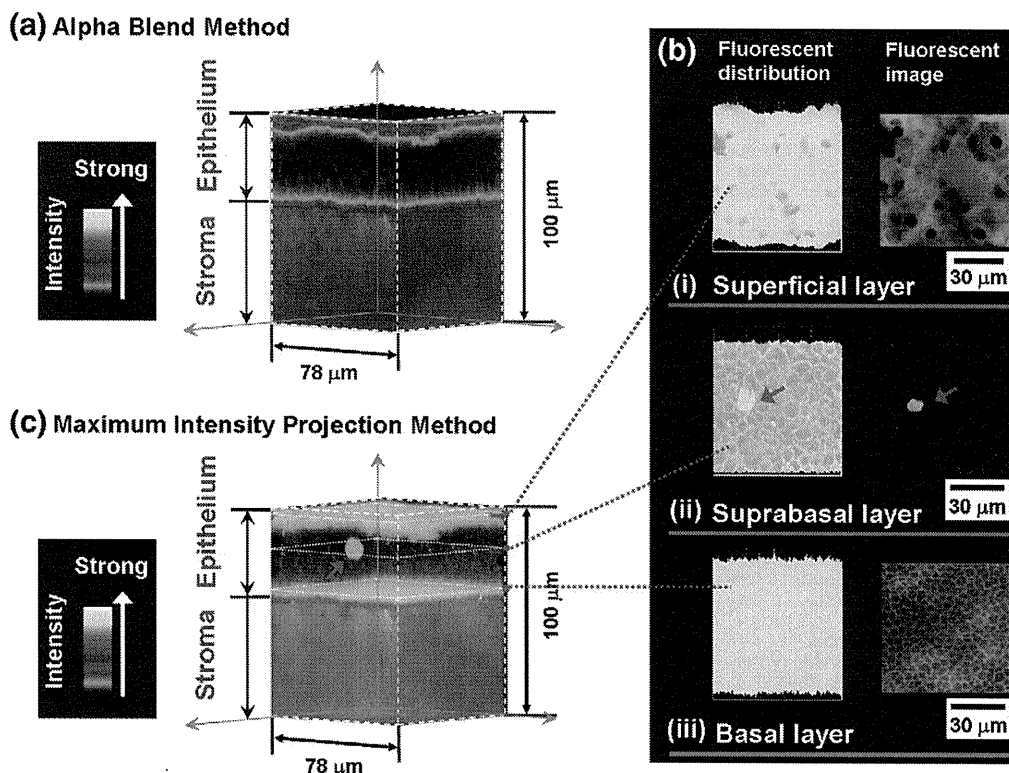 (a) Alpha Blend Method
Strong
Intensity
Epithelium
Stroma
100 µm
78 µm
(c) Maximum Intensity Projection Method
Strong
Intensity
Epithelium
Stroma
100 µm
78 µm
(b)
Fluorescent
distribution
Fluorescent
image
30 µm
(i) Superficial layer
30 µm
(ii) Suprabasal layer
30 µm
(iii) Basal layer